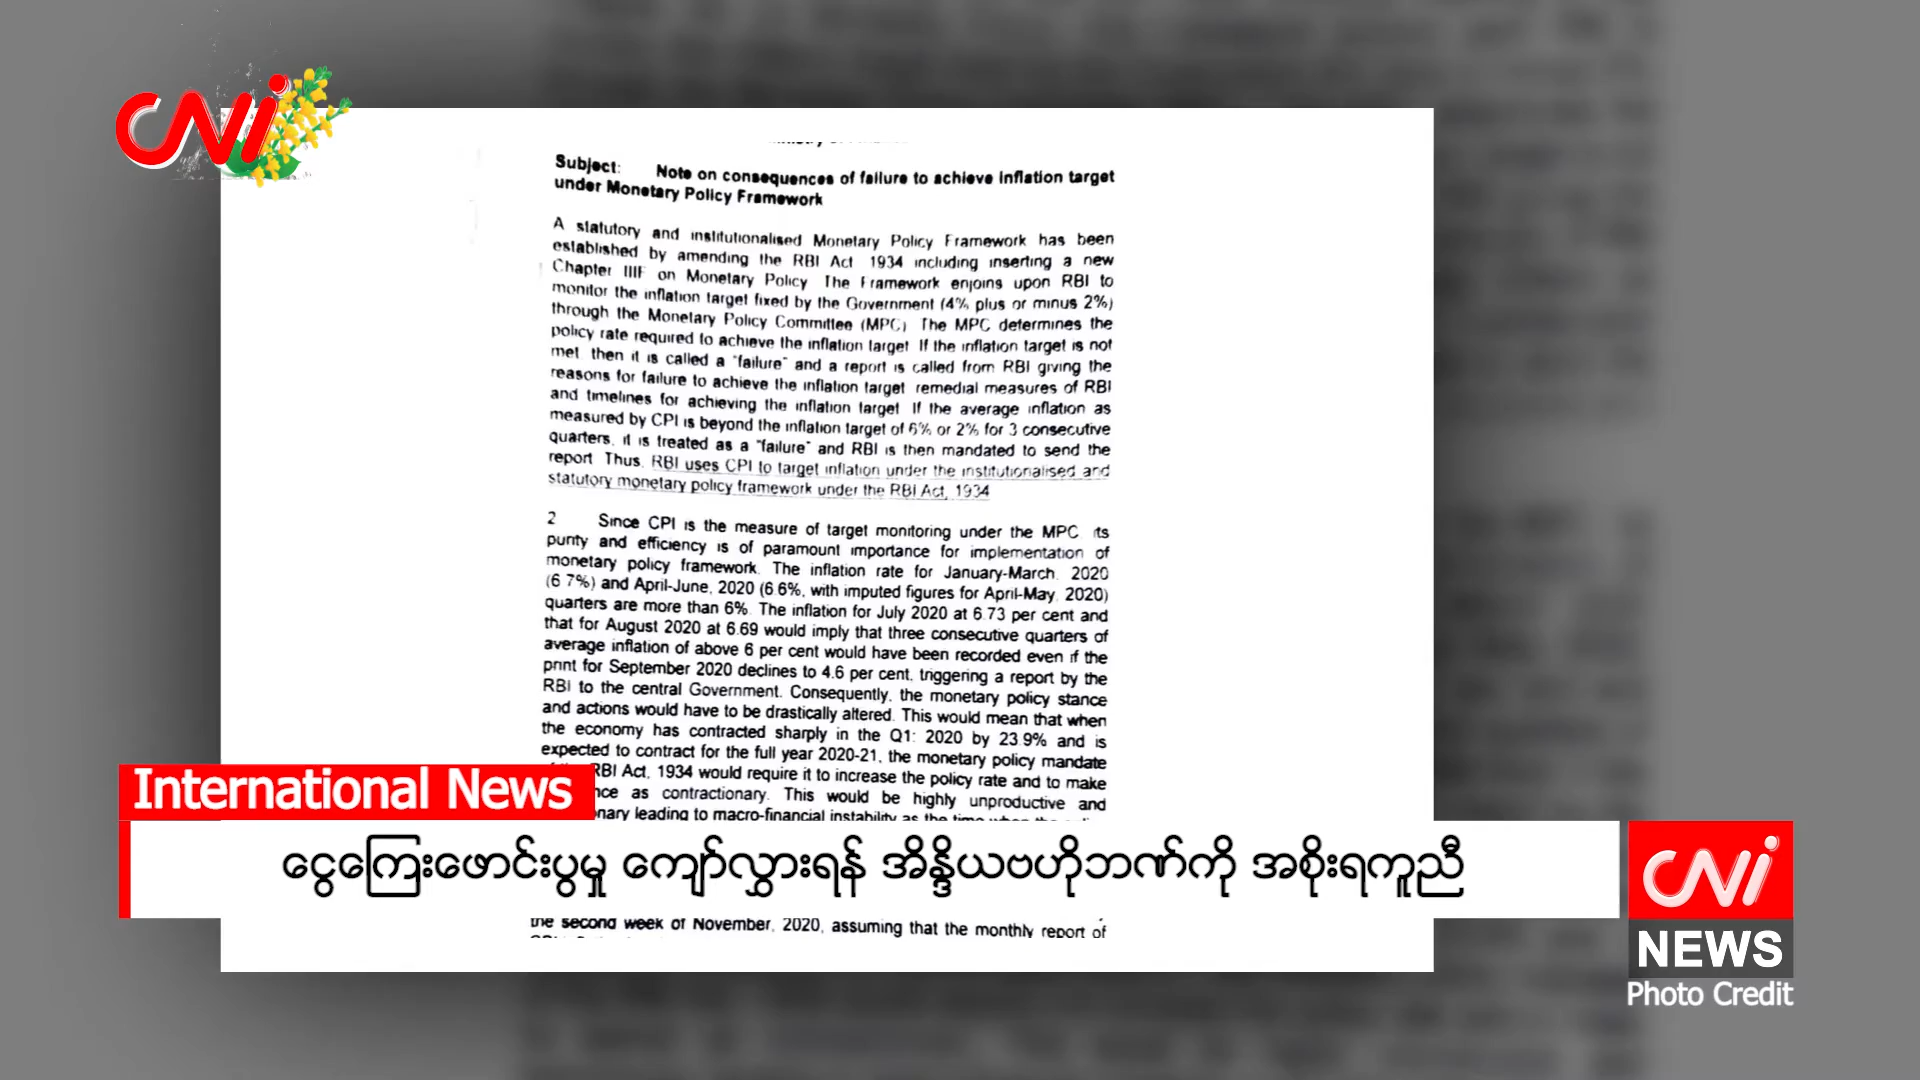 CNi
Subject: Note on consequences of failure to achieve inflation target
under Monetary Policy Framework
A statutory and institutionalised Monetary Policy Framework has been
established by amending the RBI Act 1934 including inserting a new
Chapter IIIF on Monetary Policy The Framework enjoins upon RBI to
monitor the inflation target fixed by the Government (4% plus or minus 2%)
through the Monetary Policy Committee (MPC) The MPC determines the
policy rate required to achieve the inflation target If the inflation target is not
met then it is called a "failure" and a report is called from RBI giving the
reasons for failure to achieve the inflation target remedial measures of RBI
and timelines for achieving the inflation target If the average inflation as
measured by CPI is beyond the inflation target of 6% or 2% for 3 consecutive
quarters, it is treated as a "failure" and RBI is then mandated to send the
report Thus, RBI uses CPI to target inflation under the institutionalised and
statutory monetary policy framework under the RBI Act, 1934
2 Since CPI is the measure of target monitoring under the MPC its
purity and efficiency is of paramount importance for implementation of
monetary policy framework. The inflation rate for January-March, 2020
(6 7%) and April-June, 2020 (6 6%, with imputed figures for April-May, 2020)
quarters are more than 6%. The inflation for July 2020 at 6.73 per cent and
that for August 2020 at 6.69 would imply that three consecutive quarters of
average inflation of above 6 per cent would have been recorded even if the
print for September 2020 declines to 4.6 per cent, triggering a report by the
RBI to the central Government. Consequently, the monetary policy stance
and actions would have to be drastically altered. This would mean that when
the economy has contracted sharply in the Q1: 2020 by 23.9% and is
expected to contract for the full year 2020-21, the monetary policy mandate
RBI Act, 1934 would require it to increase the policy rate and to make
as contractionary. This would be highly unproductive and
leading to macro-financial instability as the time
International News
ငွေကြေးဖောင်းပွမှု ကျော်လွှားရန် အိန္ဒိယဗဟိုဘဏ်ကို အစိုးရကူညီ
the second week of November, 2020, assuming that the monthly report of
CNi
NEWS
Photo Credit